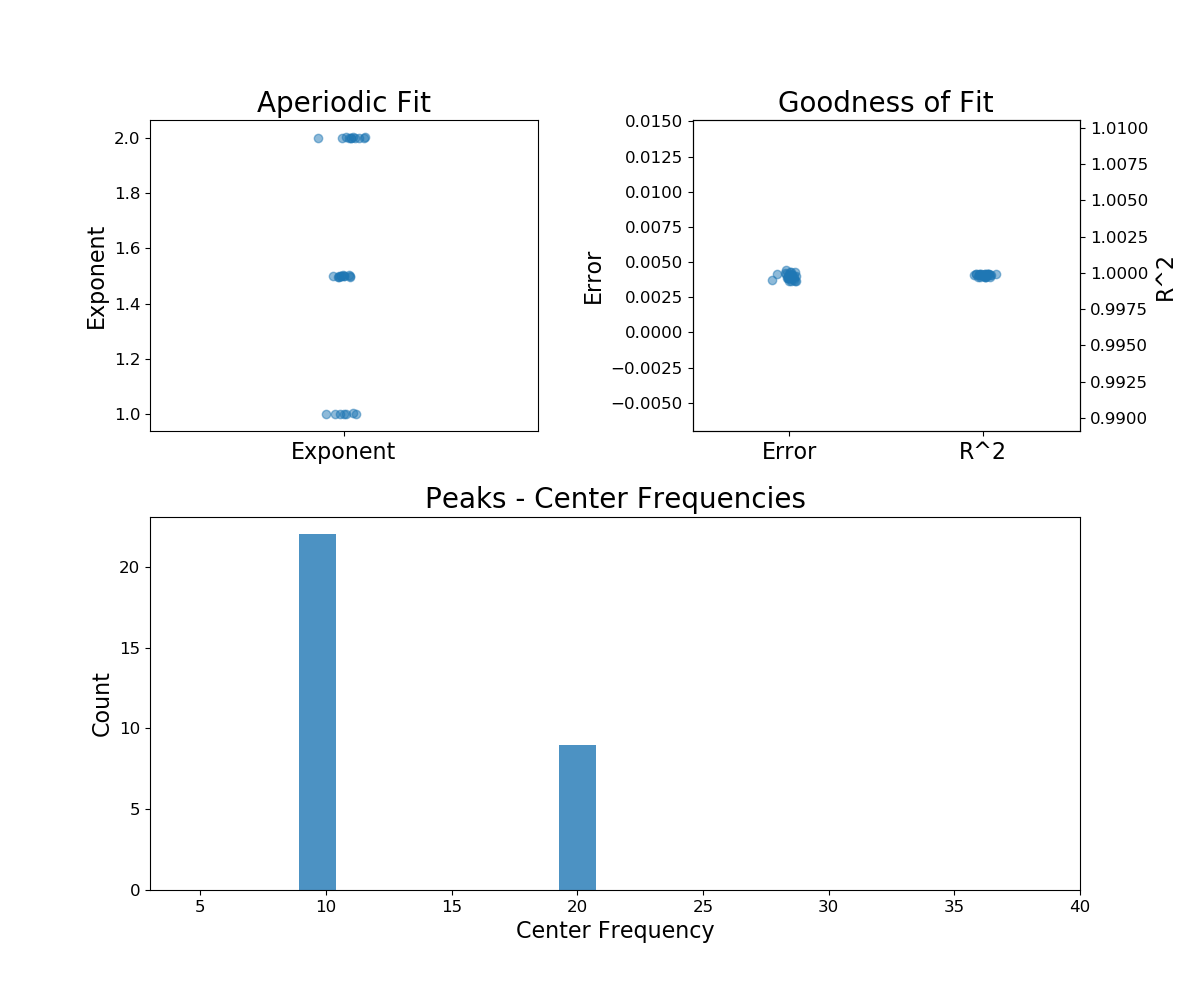 Aperiodic Fit
2.0
1.8
1.6
1.4
1.2
1.0
Exponent
Exponent
Goodness of Fit
0.0150
0.0125
0.0100
0.0075
0.0050
0.0025
0.0000
−0.0025
−0.0050
Error
1.0100
1.0075
1.0050
1.0025
1.0000
0.9975
0.9950
0.9925
0.9900
R^2
Error R^2
Peaks - Center Frequencies
20
15
10
5
0
Count
5 10 15 20 25 30 35 40
Center Frequency